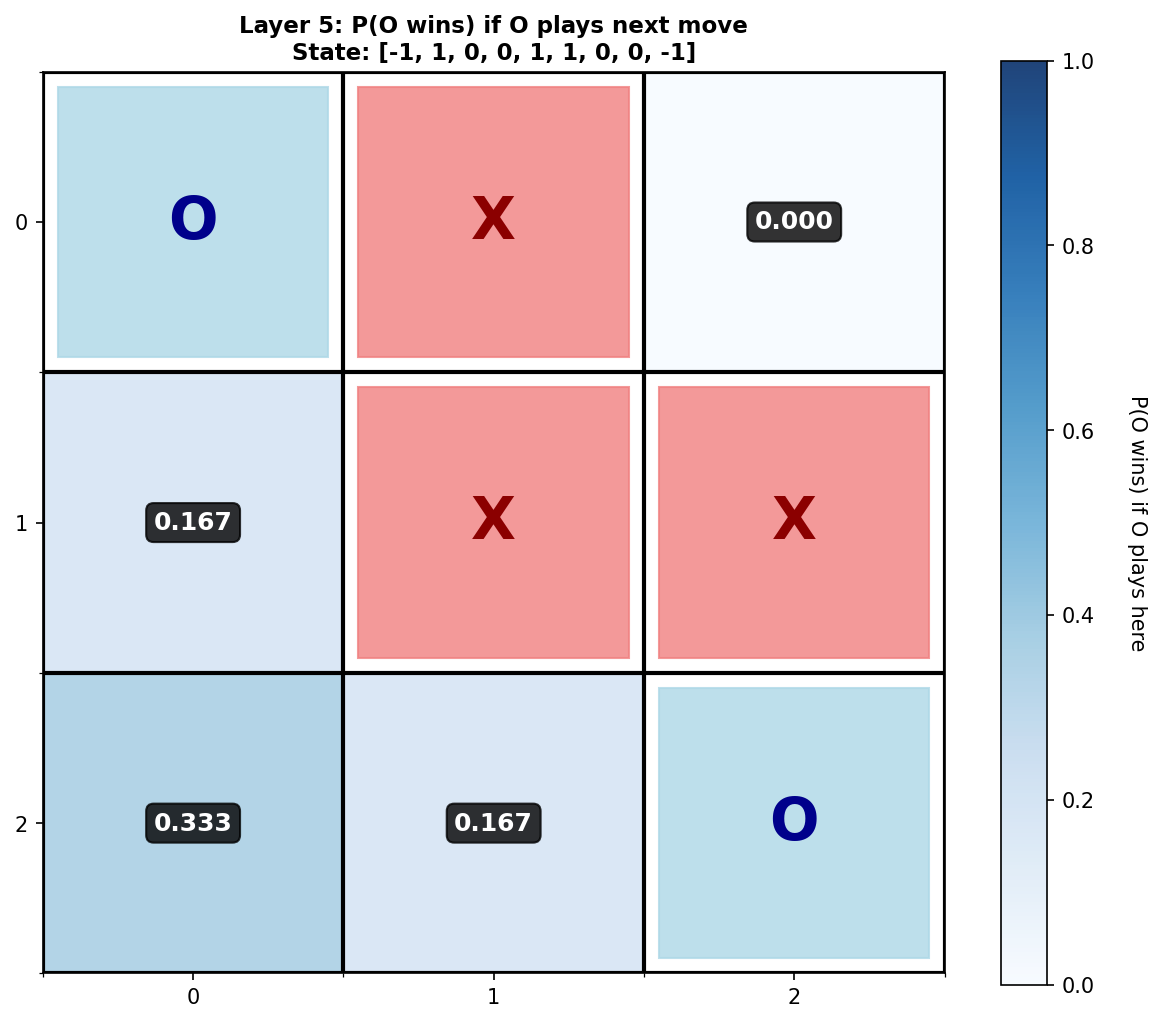 Layer 5: P(O wins) if O plays next move
State: [-1, 1, 0, 0, 1, 1, 0, 0, -1]
O
X
0.000
0
0.167
X
X
1
0.333
0.167
O
2
0
1
2
1.0
0.8
0.6
0.4
0.2
0.0
P(O wins) if O plays here